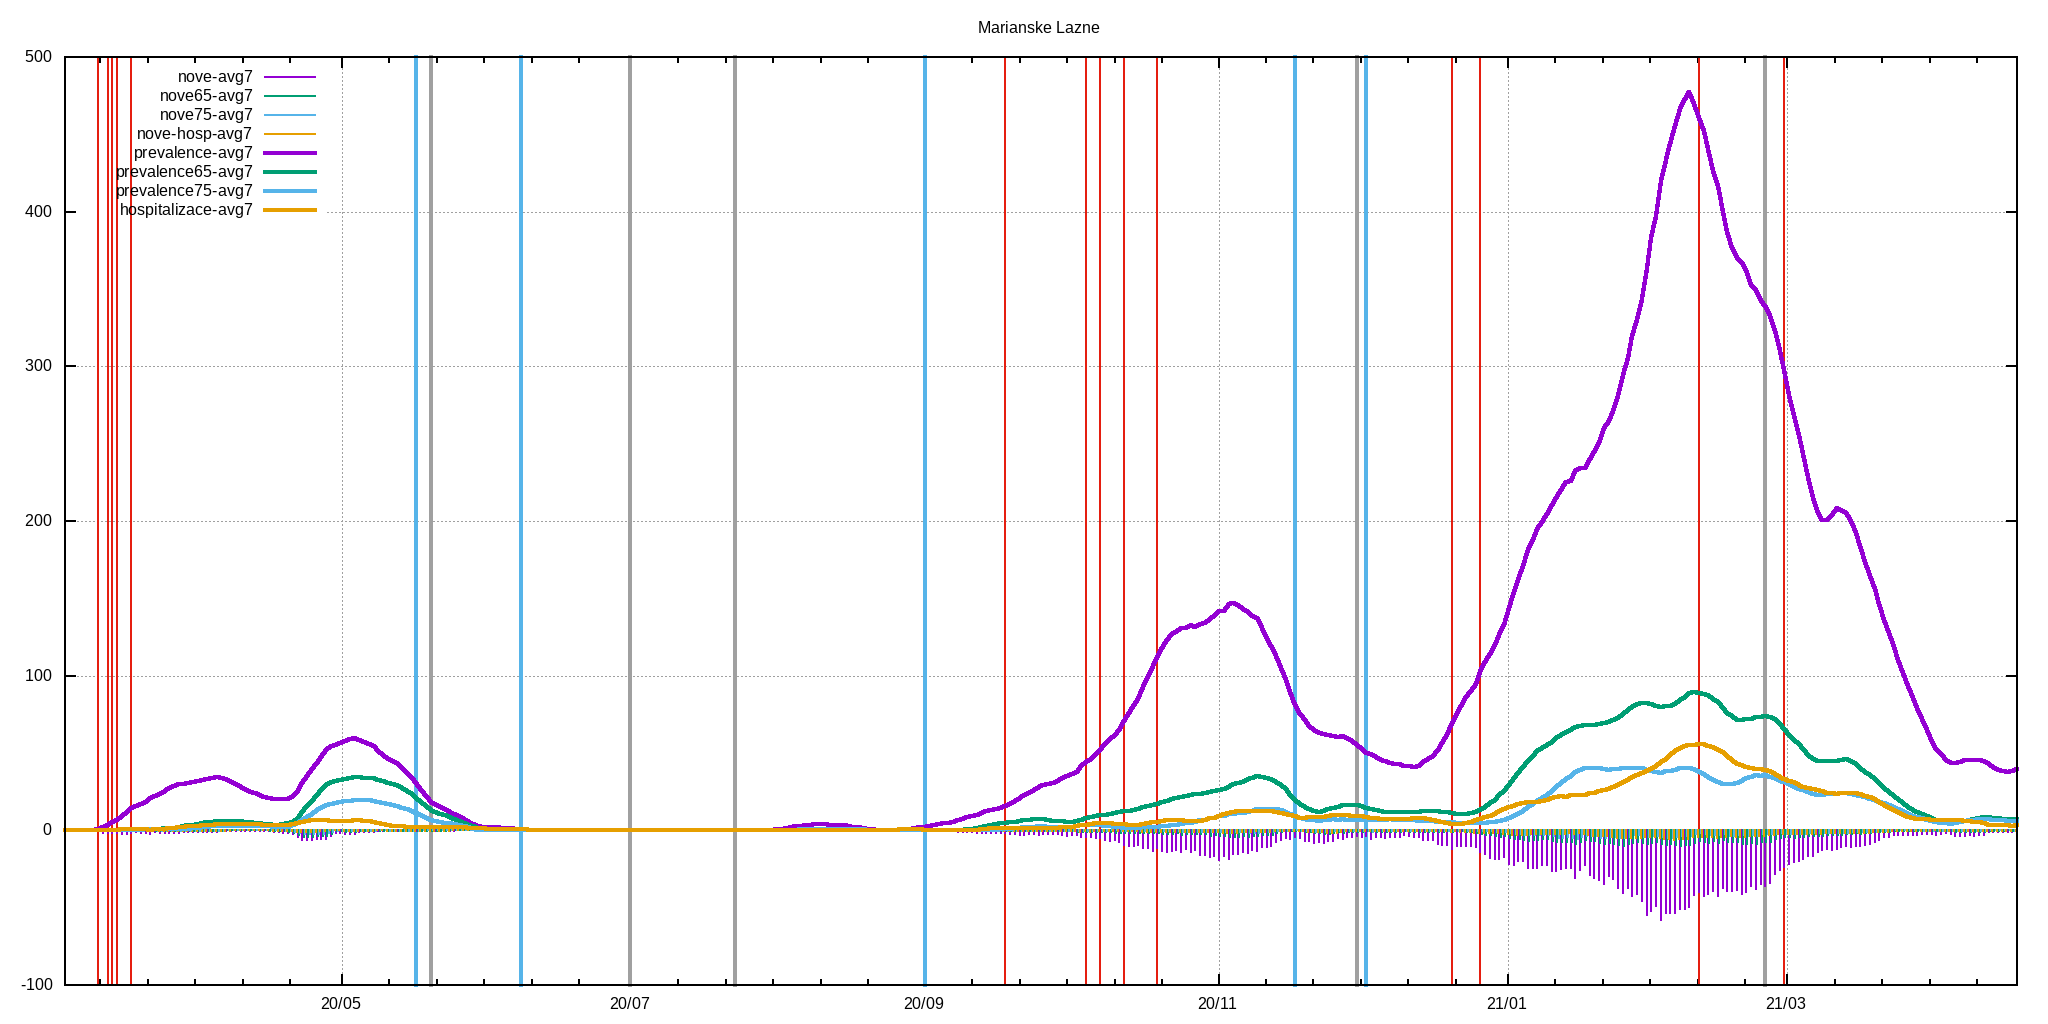 Marianske Lazne
500
400
300
200
100
0
-100
nove-avg7
nove65-avg7
nove75-avg7
nove-hosp-avg7
prevalence-avg7
prevalence65-avg7
prevalence75-avg7
hospitalizace-avg7
20/05
20/07
20/09
20/11
21/01
21/03